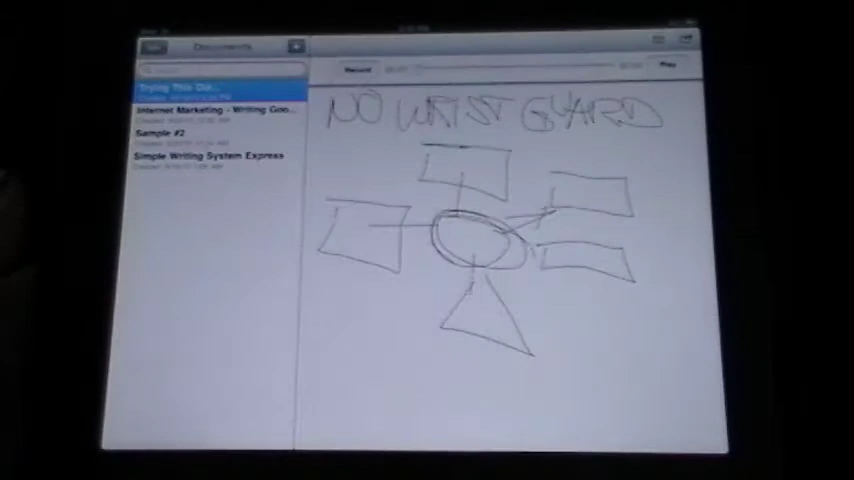 Documents
Record
Play
Trying This Out...
Internet Marketing - Writing Goo...
Sample #2
Simple Writing System Express
NO WRIST GUARD